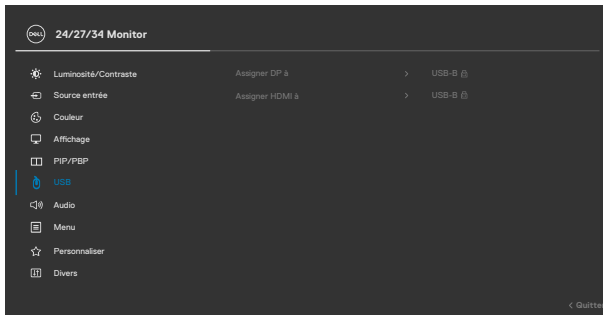 DELL 24/27/34 Monitor
Luminosité/Contraste Assigner DP à > USB-B
Source entrée Assigner HDMI à > USB-B
Couleur
Affichage
PIP/PBP
USB
Audio
Menu
Personnaliser
Divers
< Quitter